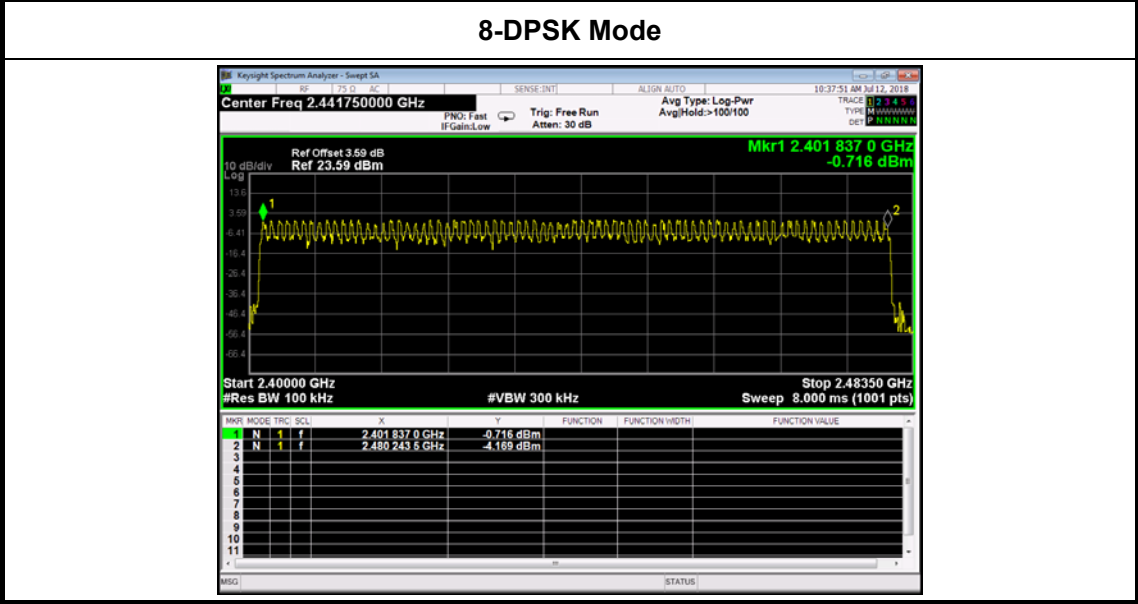 8-DPSK Mode
Keysight Spectrum Analyzer - Swept SA
RF 75 Ω AC SENSE:INT ALIGN AUTO 10:37:51 AM Jul 12, 2018
Center Freq 2.441750000 GHz
Avg Type: Log-Pwr
TRACE 1 2 3 4 5 6
PNO: Fast Trig: Free Run
Avg|Hold:>100/100
TYPE M WWWWW
IFGain:Low Atten: 30 dB
DET P N N N N N
Mkr1 2.401 837 0 GHz
Ref Offset 3.59 dB
-0.716 dBm
10 dB/div Ref 23.59 dBm
Log
13.6
1
3.59
2
-6.41
-16.4
-26.4
-36.4
-46.4
-56.4
-66.4
Start 2.40000 GHz Stop 2.48350 GHz
#Res BW 100 kHz #VBW 300 kHz Sweep 8.000 ms (1001 pts)
MKR MODE TRC SCL X Y FUNCTION FUNCTION WIDTH FUNCTION VALUE
1 N 1 f 2.401 837 0 GHz -0.716 dBm
2 N 1 f 2.480 243 5 GHz -4.169 dBm
3
4
5
6
7
8
9
10
11
MSG STATUS